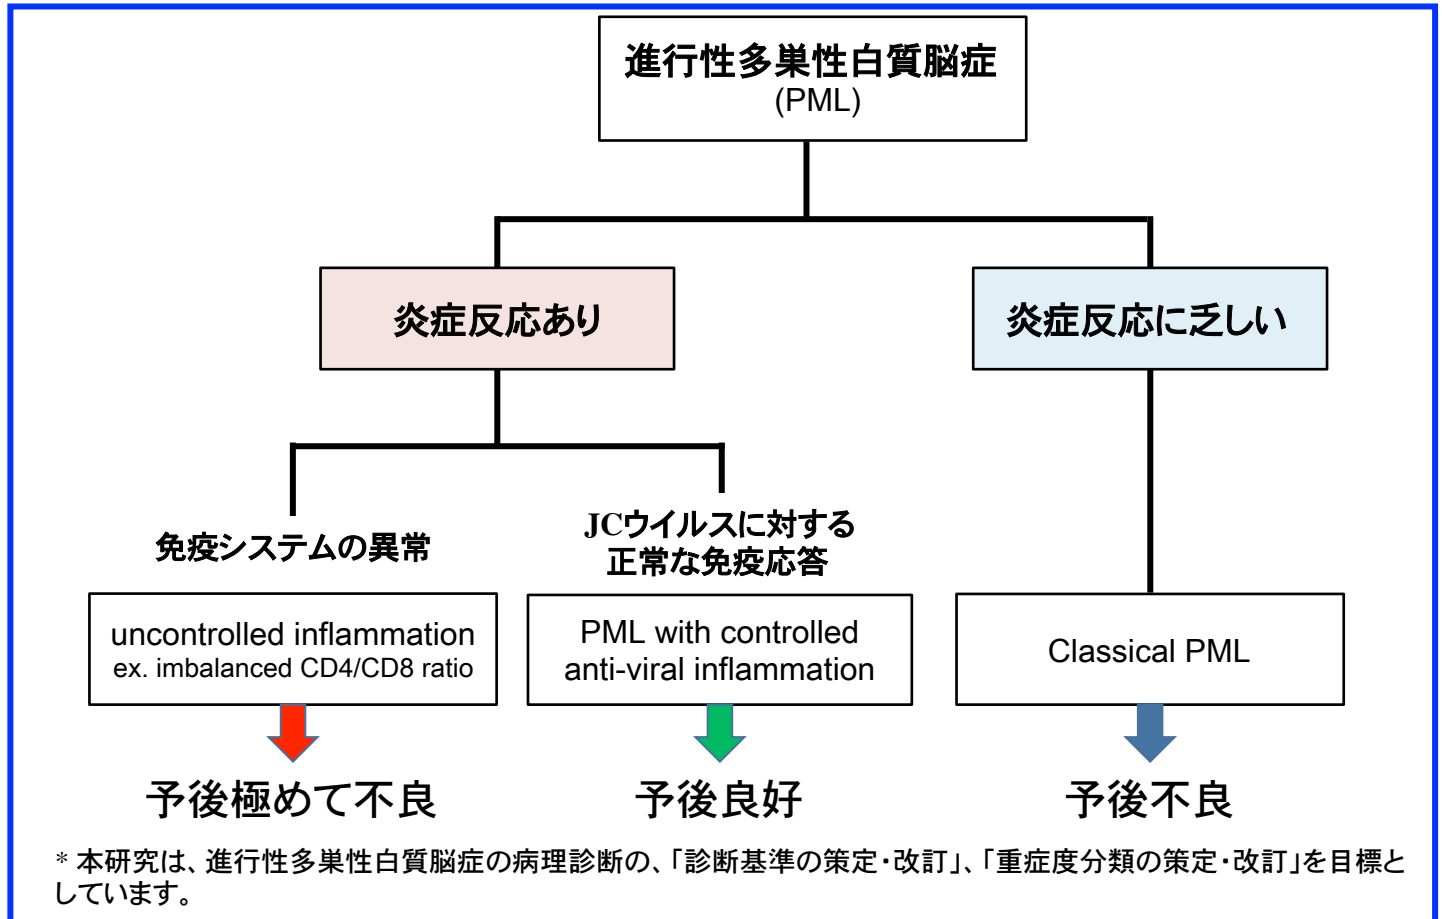 進行性多巣性白質脳症
(PML)
炎症反応あり
炎症反応に乏しい
免疫システムの異常
JCウイルスに対する
正常な免疫応答
uncontrolled inflammation
ex. imbalanced CD4/CD8 ratio
PML with controlled
anti-viral inflammation
Classical PML
予後極めて不良
予後良好
予後不良
* 本研究は、進行性多巣性白質脳症の病理診断の、「診断基準の策定・改訂」、「重症度分類の策定・改訂」を目標と
しています。